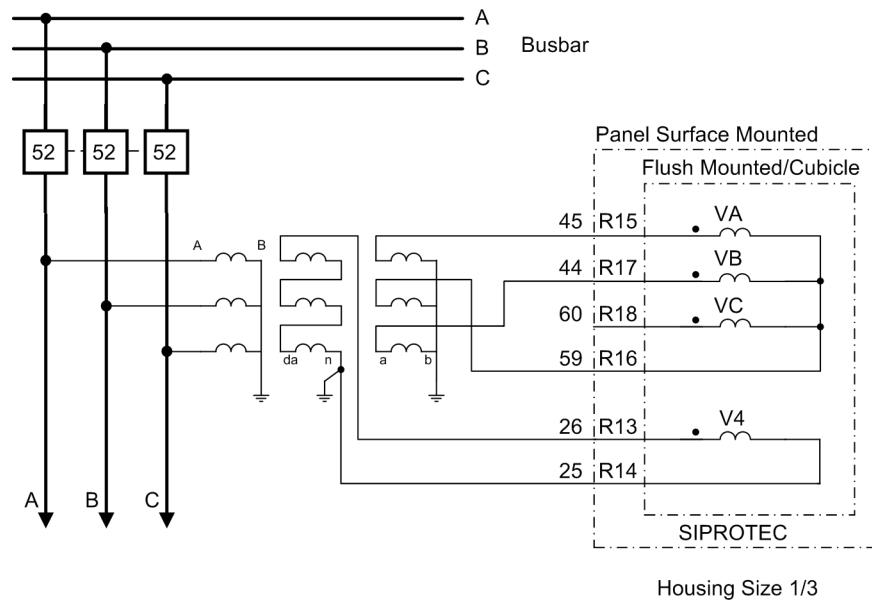 A
B Busbar
C
52 52 52
Panel Surface Mounted
Flush Mounted/Cubicle
A B
45 R15 VA
44 R17 VB
60 R18 VC
59 R16
da n a b
26 R13 V4
25 R14
A B C
SIPROTEC
Housing Size 1/3